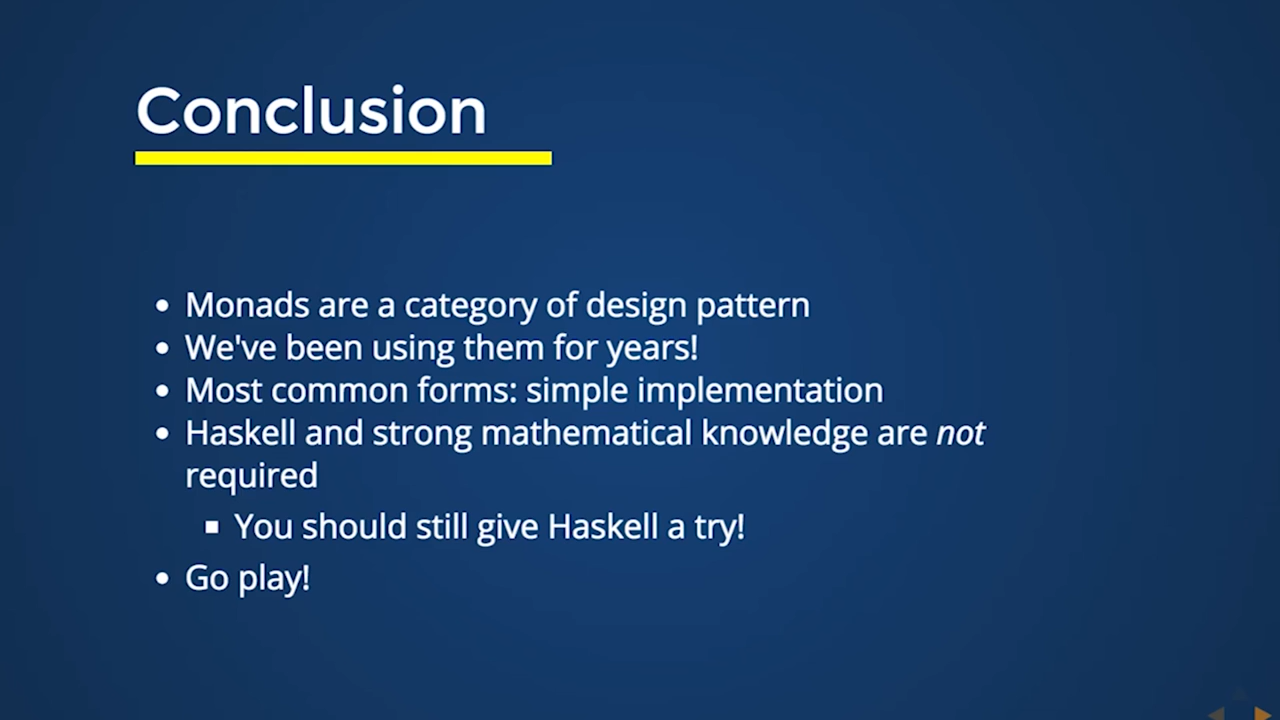 Conclusion
Monads are a category of design pattern
We've been using them for years!
Most common forms: simple implementation
Haskell and strong mathematical knowledge are not
required
You should still give Haskell a try!
Go play!